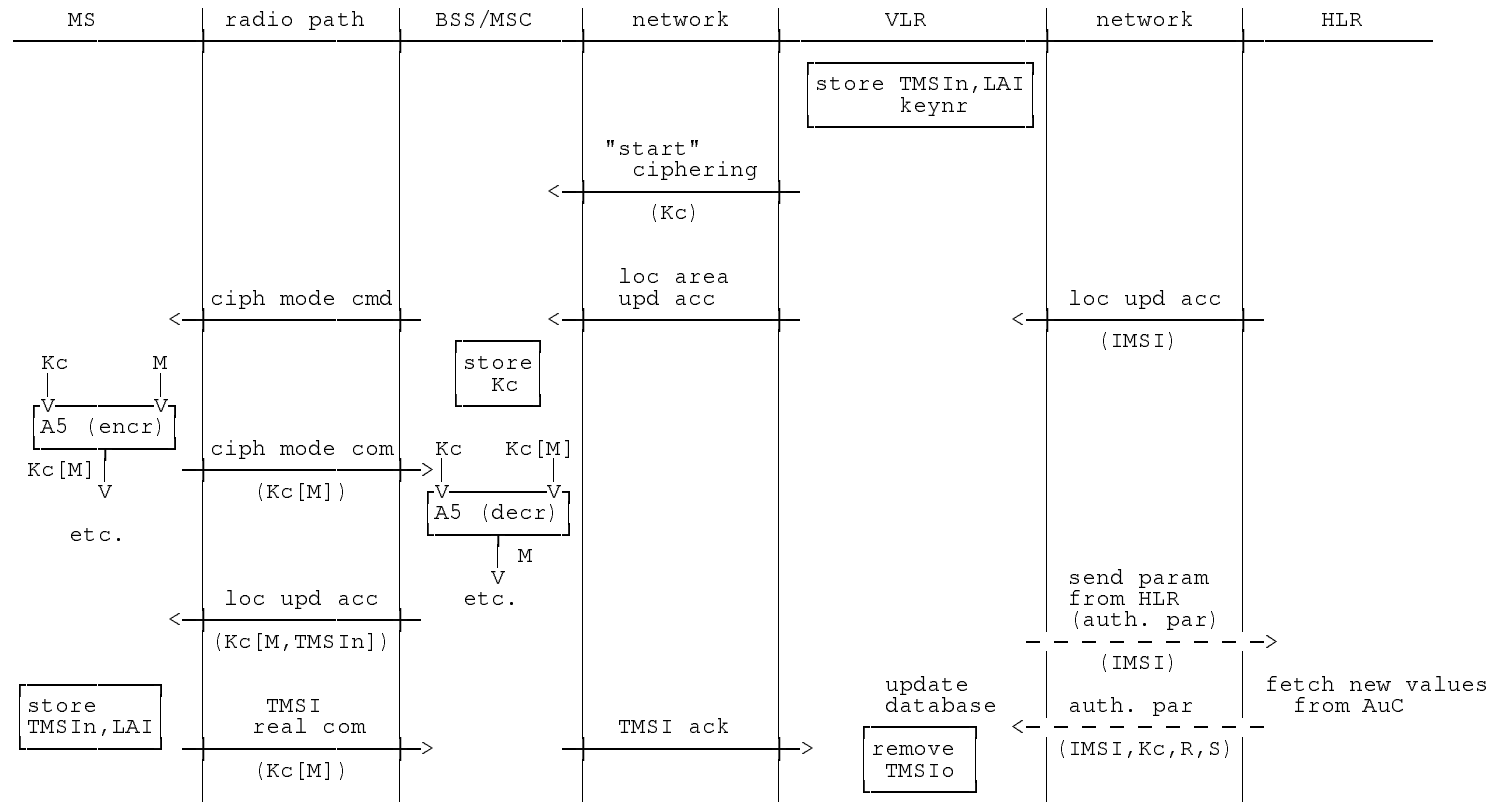 MS radio path BSS/MSC network VLR network HLR
store TMSIn,LAI
keynr
"start"
ciphering
(Kc)
loc area
upd acc
ciph mode cmd
loc upd acc
(IMSI)
store
Kc
Kc M
A5 (encr)
Kc[M]
etc.
ciph mode com
(Kc[M])
Kc Kc[M]
A5 (decr)
M
etc.
loc upd acc
(Kc[M,TMSIn])
send param
from HLR
(auth. par)
(IMSI)
store
TMSIn,LAI
TMSI
real com
(Kc[M])
TMSI ack
update
database
remove
TMSIo
auth. par
(IMSI,Kc,R,S)
fetch new values
from AuC